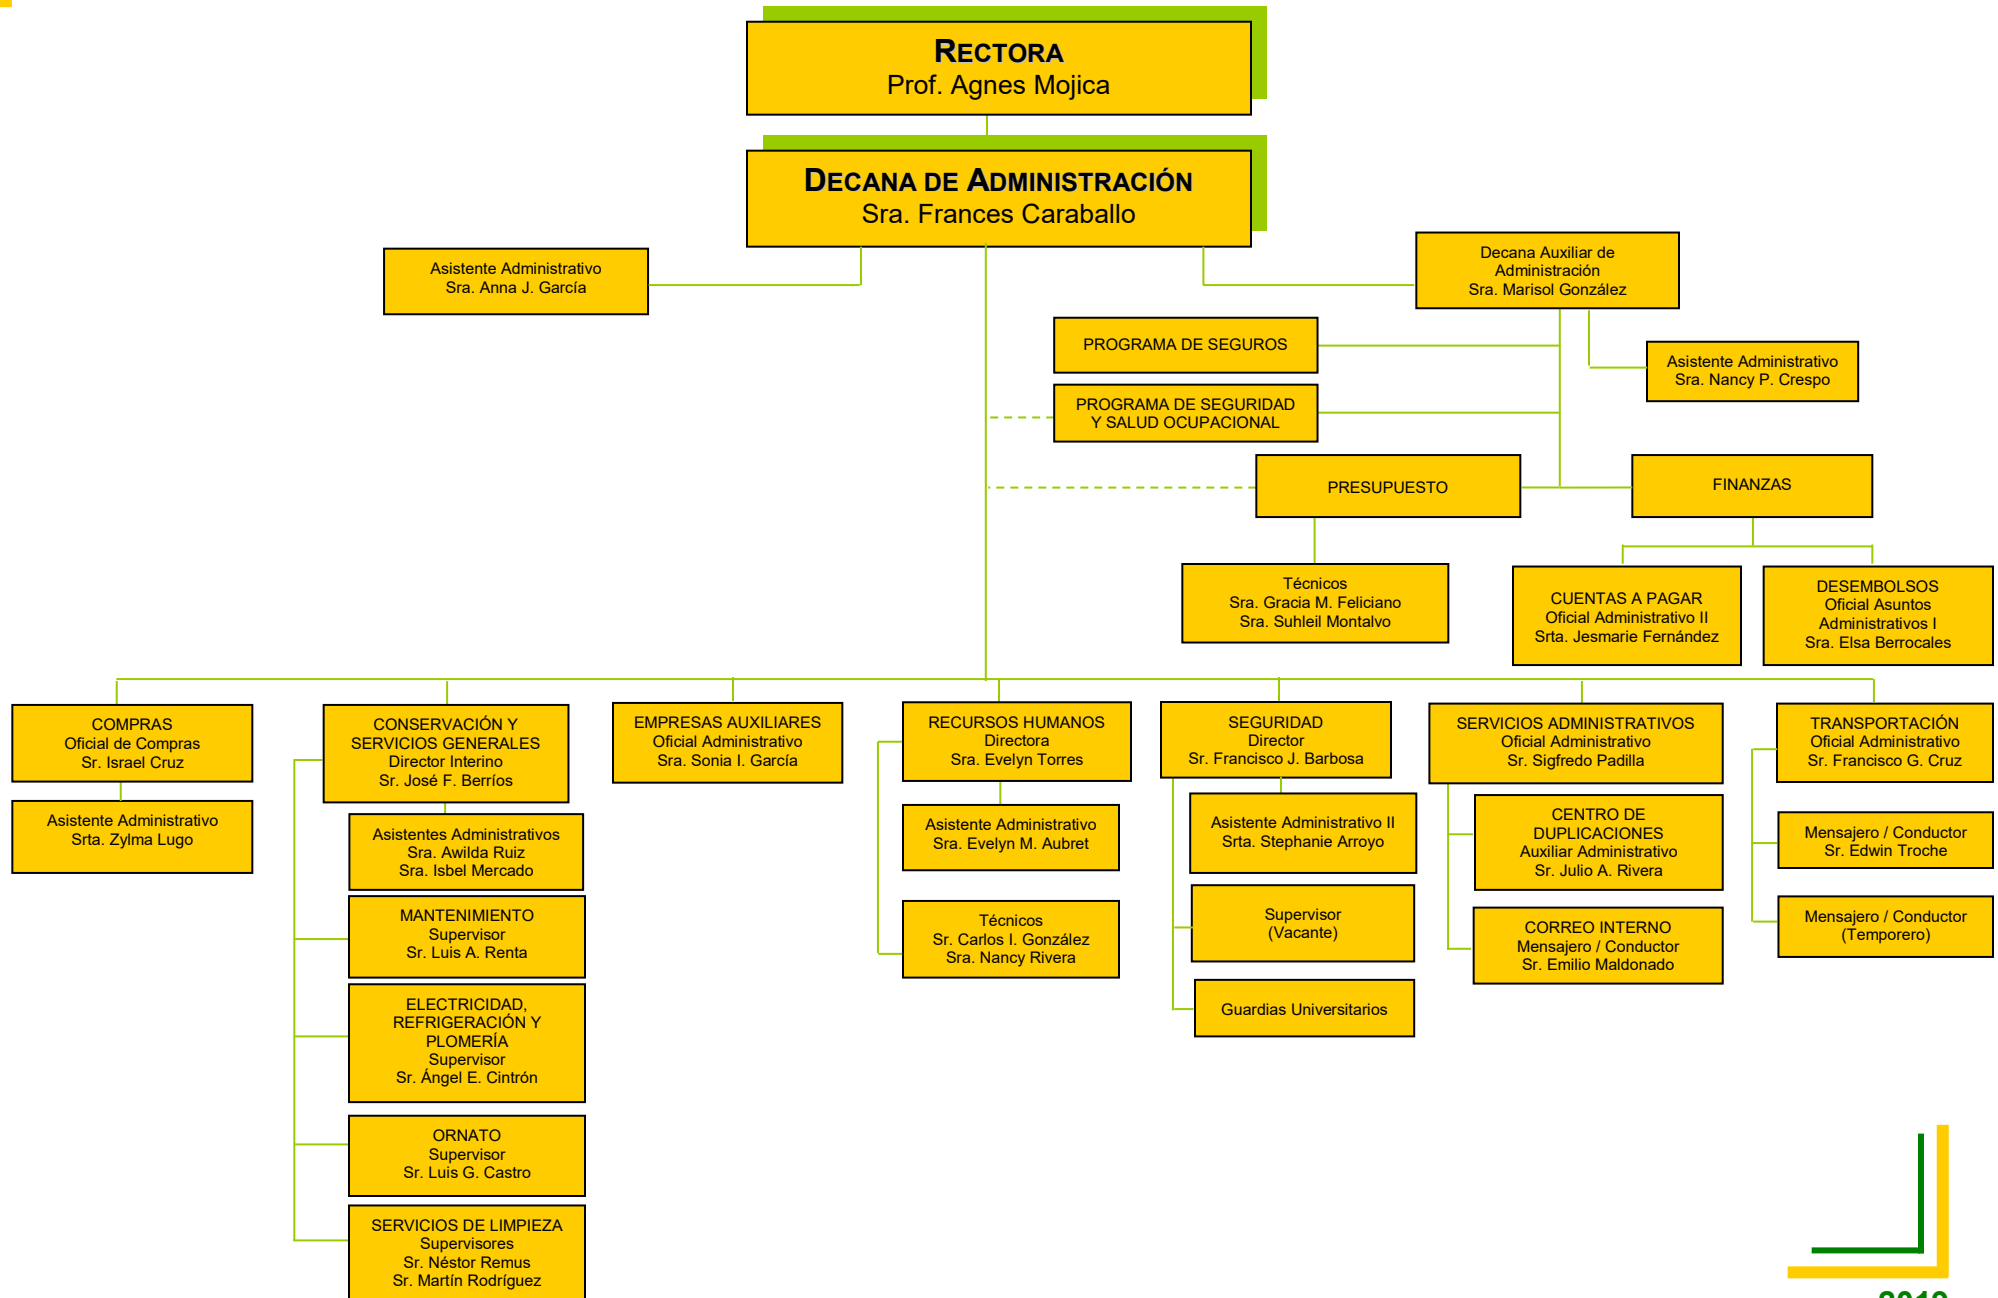 RECTORA
Prof. Agnes Mojica
DECANA DE ADMINISTRACIÓN
Sra. Frances Caraballo
Asistente Administrativo
Sra. Anna J. García
Decana Auxiliar de
Administración
Sra. Marisol González
PROGRAMA DE SEGUROS
Asistente Administrativo
Sra. Nancy P. Crespo
PROGRAMA DE SEGURIDAD
Y SALUD OCUPACIONAL
PRESUPUESTO
FINANZAS
Técnicos
Sra. Gracia M. Feliciano
Sra. Suhleil Montalvo
CUENTAS A PAGAR
Oficial Administrativo II
Srta. Jesmarie Fernández
DESEMBOLSOS
Oficial Asuntos
Administrativos I
Sra. Elsa Berrocales
COMPRAS
Oficial de Compras
Sr. Israel Cruz
Asistente Administrativo
Srta. Zylma Lugo
CONSERVACIÓN Y
SERVICIOS GENERALES
Director Interino
Sr. José F. Berríos
Asistentes Administrativos
Sra. Awilda Ruiz
Sra. Isbel Mercado
MANTENIMIENTO
Supervisor
Sr. Luis A. Renta
ELECTRICIDAD,
REFRIGERACIÓN Y
PLOMERÍA
Supervisor
Sr. Ángel E. Cintrón
ORNATO
Supervisor
Sr. Luis G. Castro
SERVICIOS DE LIMPIEZA
Supervisores
Sr. Néstor Remus
Sr. Martín Rodríguez
EMPRESAS AUXILIARES
Oficial Administrativo
Sra. Sonia I. García
RECURSOS HUMANOS
Directora
Sra. Evelyn Torres
Asistente Administrativo
Sra. Evelyn M. Aubret
Técnicos
Sr. Carlos I. González
Sra. Nancy Rivera
SEGURIDAD
Director
Sr. Francisco J. Barbosa
Asistente Administrativo II
Srta. Stephanie Arroyo
Supervisor
(Vacante)
Guardias Universitarios
SERVICIOS ADMINISTRATIVOS
Oficial Administrativo
Sr. Sigfredo Padilla
CENTRO DE
DUPLICACIONES
Auxiliar Administrativo
Sr. Julio A. Rivera
CORREO INTERNO
Mensajero / Conductor
Sr. Emilio Maldonado
TRANSPORTACIÓN
Oficial Administrativo
Sr. Francisco G. Cruz
Mensajero / Conductor
Sr. Edwin Troche
Mensajero / Conductor
(Temporero)